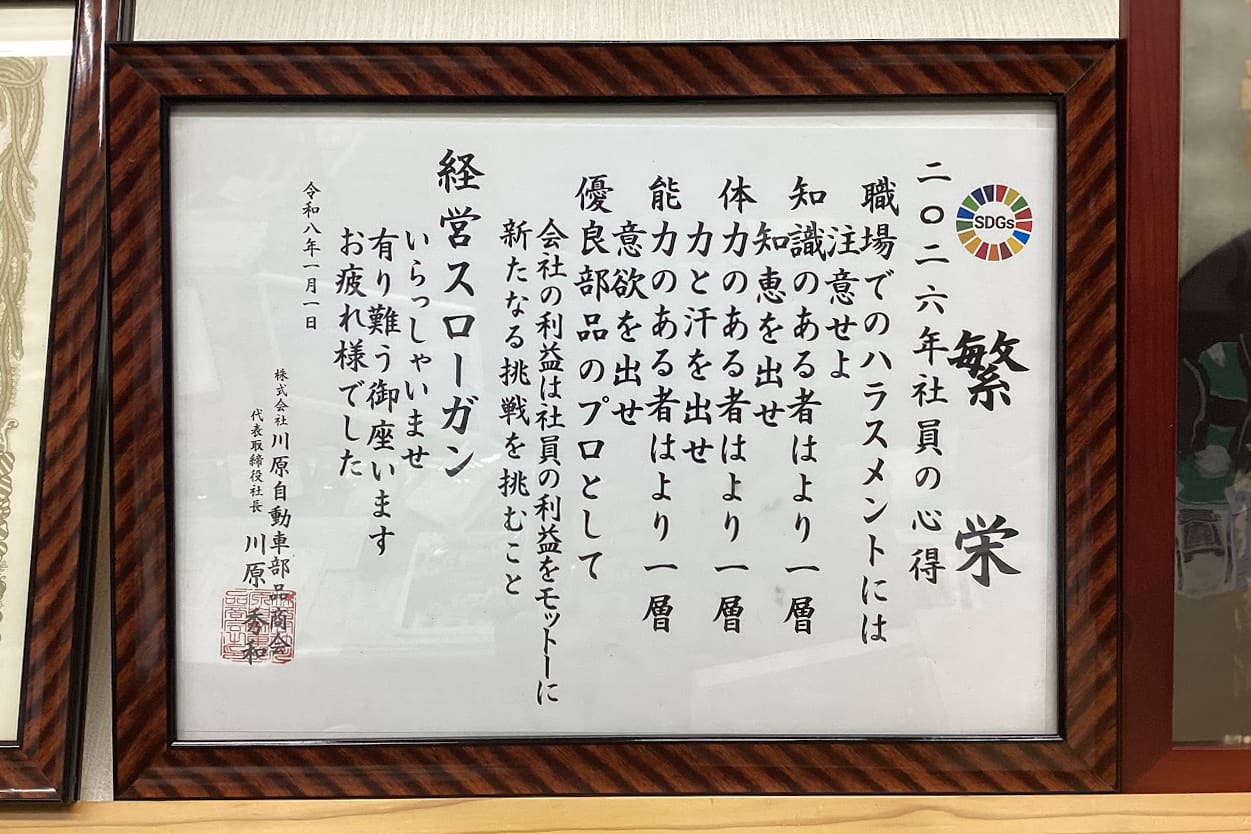 SDGs
繁栄
二〇二六年社員の心得
職場でのハラスメントには
注意せよ
知識のある者はより一層
知恵を出せ
体力のある者はより一層
力と汗を出せ
能力のある者はより一層
意欲を出せ
優良部品のプロとして
会社の利益は社員の利益をモットーに
新たなる挑戦を挑むこと
経営スローガン
いらっしゃいませ
有り難う御座います
お疲れ様でした
令和八年一月一日
株式会社川原自動車部品商会
代表取締役社長 川原秀和